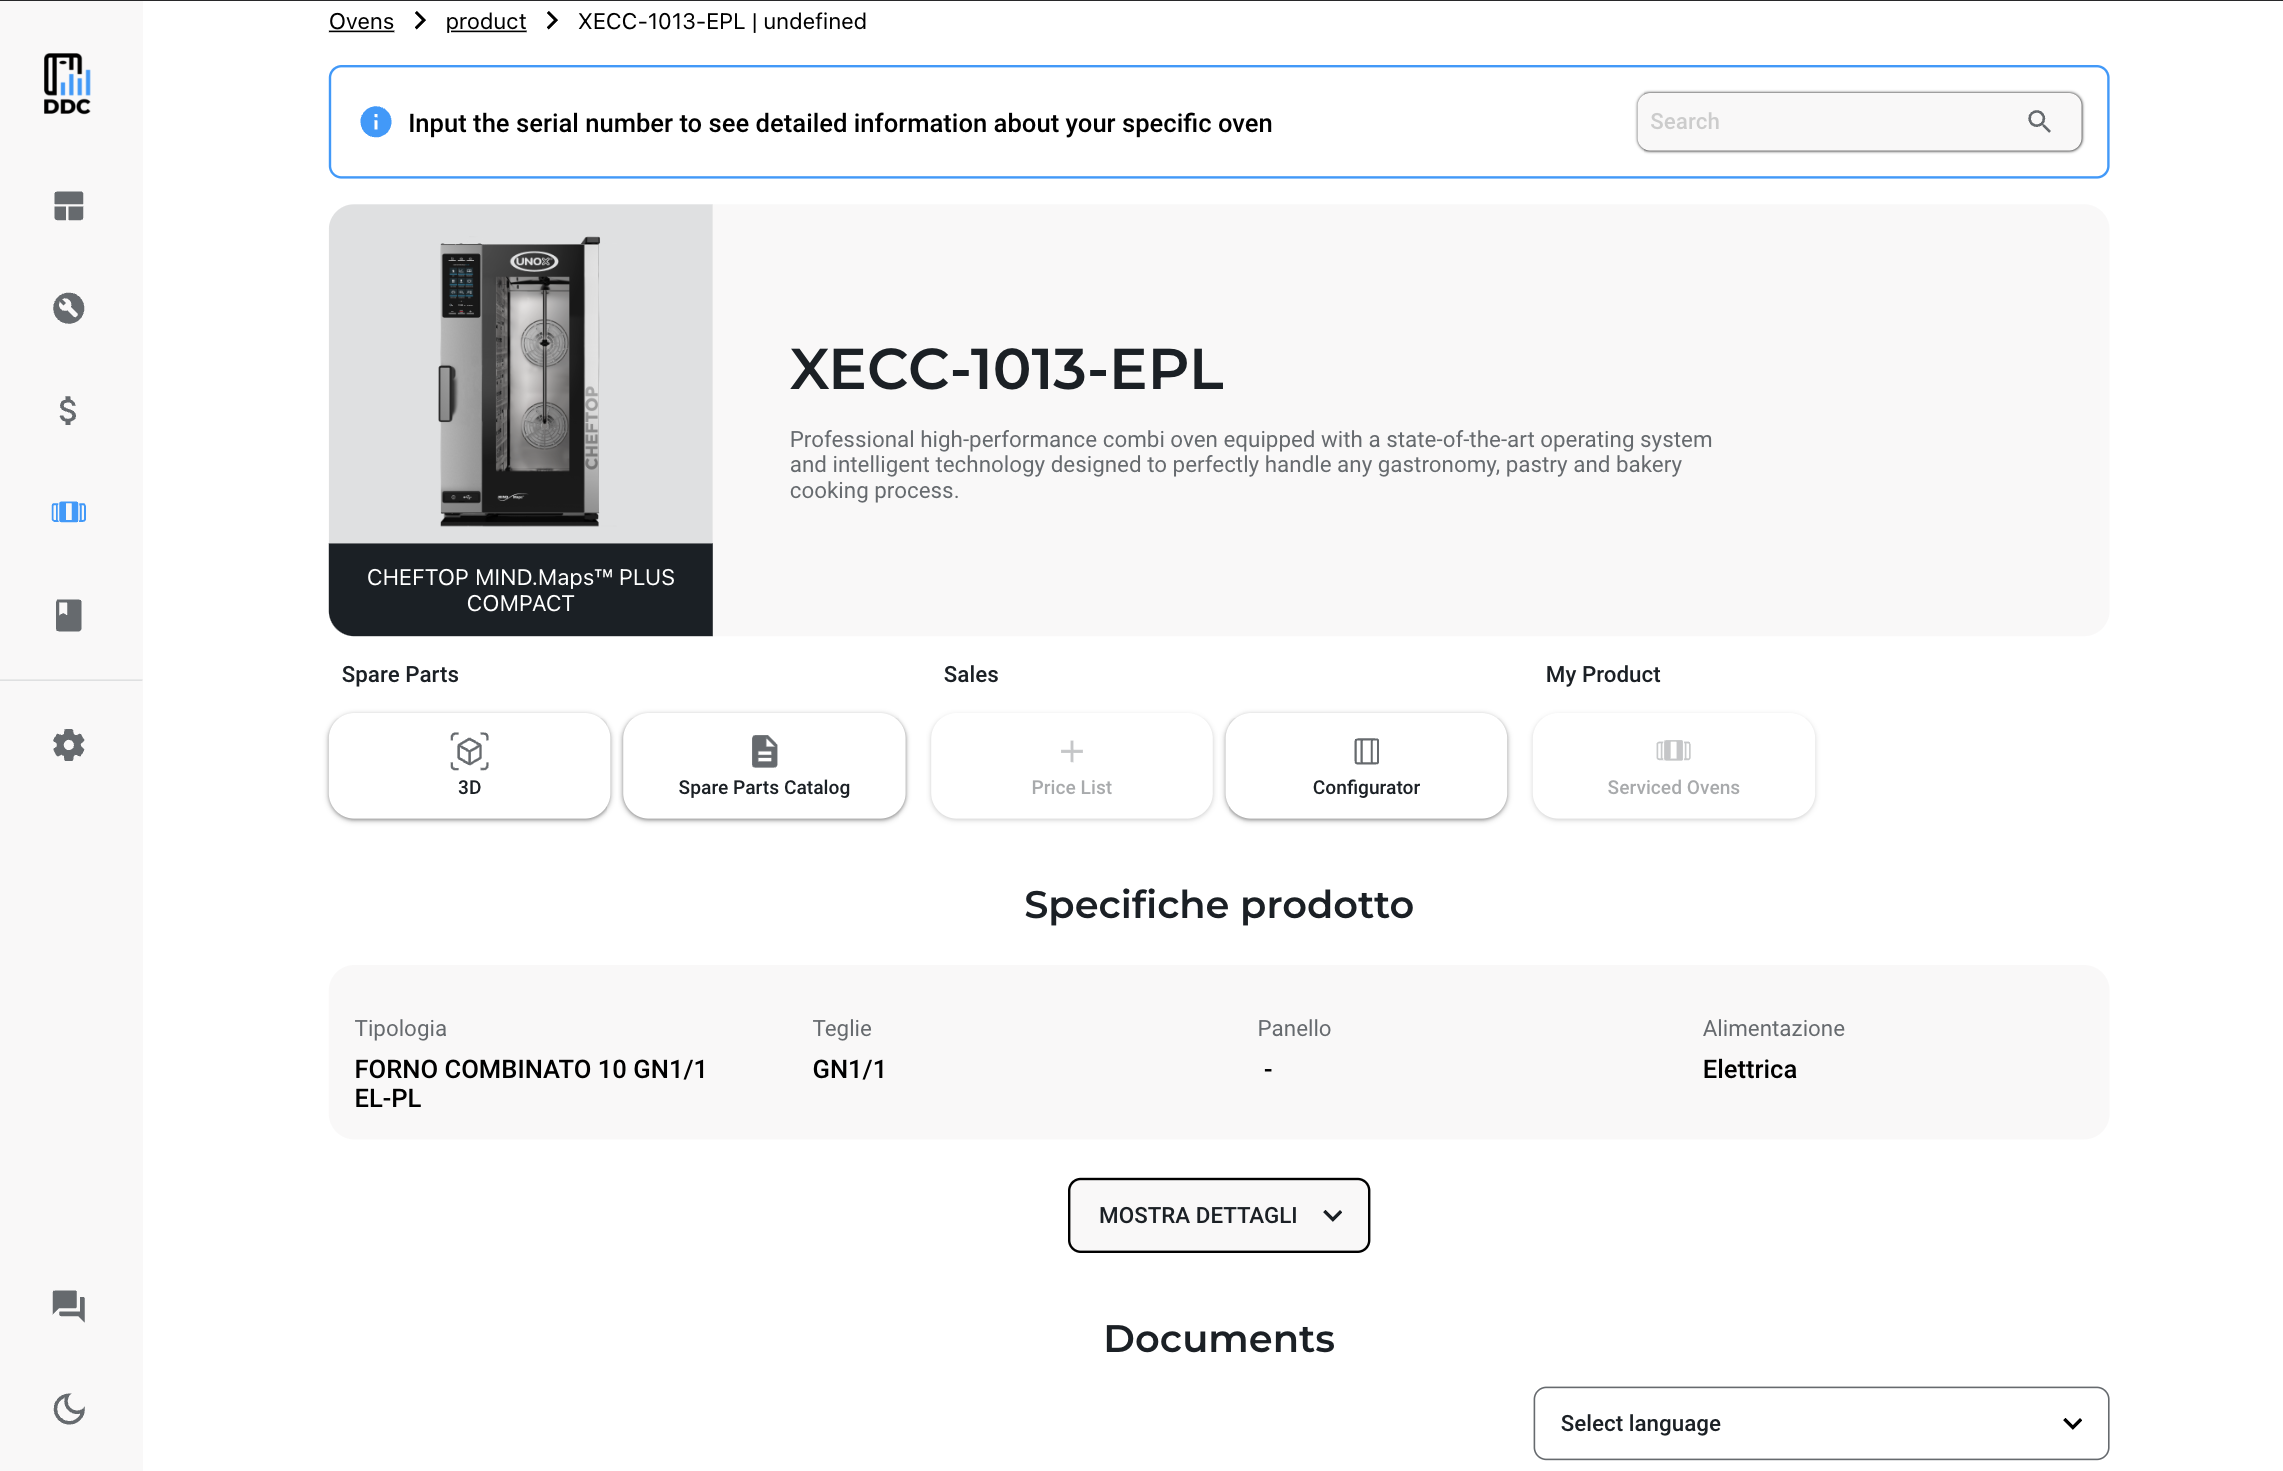 Ovens > product > XECC-1013-EPL | undefined
DDC
Input the serial number to see detailed information about your specific oven
Search
UNOX
CHEFTOP
CHEFTOP MIND.Maps™ PLUS
COMPACT
XECC-1013-EPL
Professional high-performance combi oven equipped with a state-of-the-art operating system
and intelligent technology designed to perfectly handle any gastronomy, pastry and bakery
cooking process.
Spare Parts
Sales
My Product
3D
Spare Parts Catalog
Price List
Configurator
Serviced Ovens
Specifiche prodotto
Tipologia
FORNO COMBINATO 10 GN1/1
EL-PL
Teglie
GN1/1
Panello
-
Alimentazione
Elettrica
MOSTRA DETTAGLI
Documents
Select language